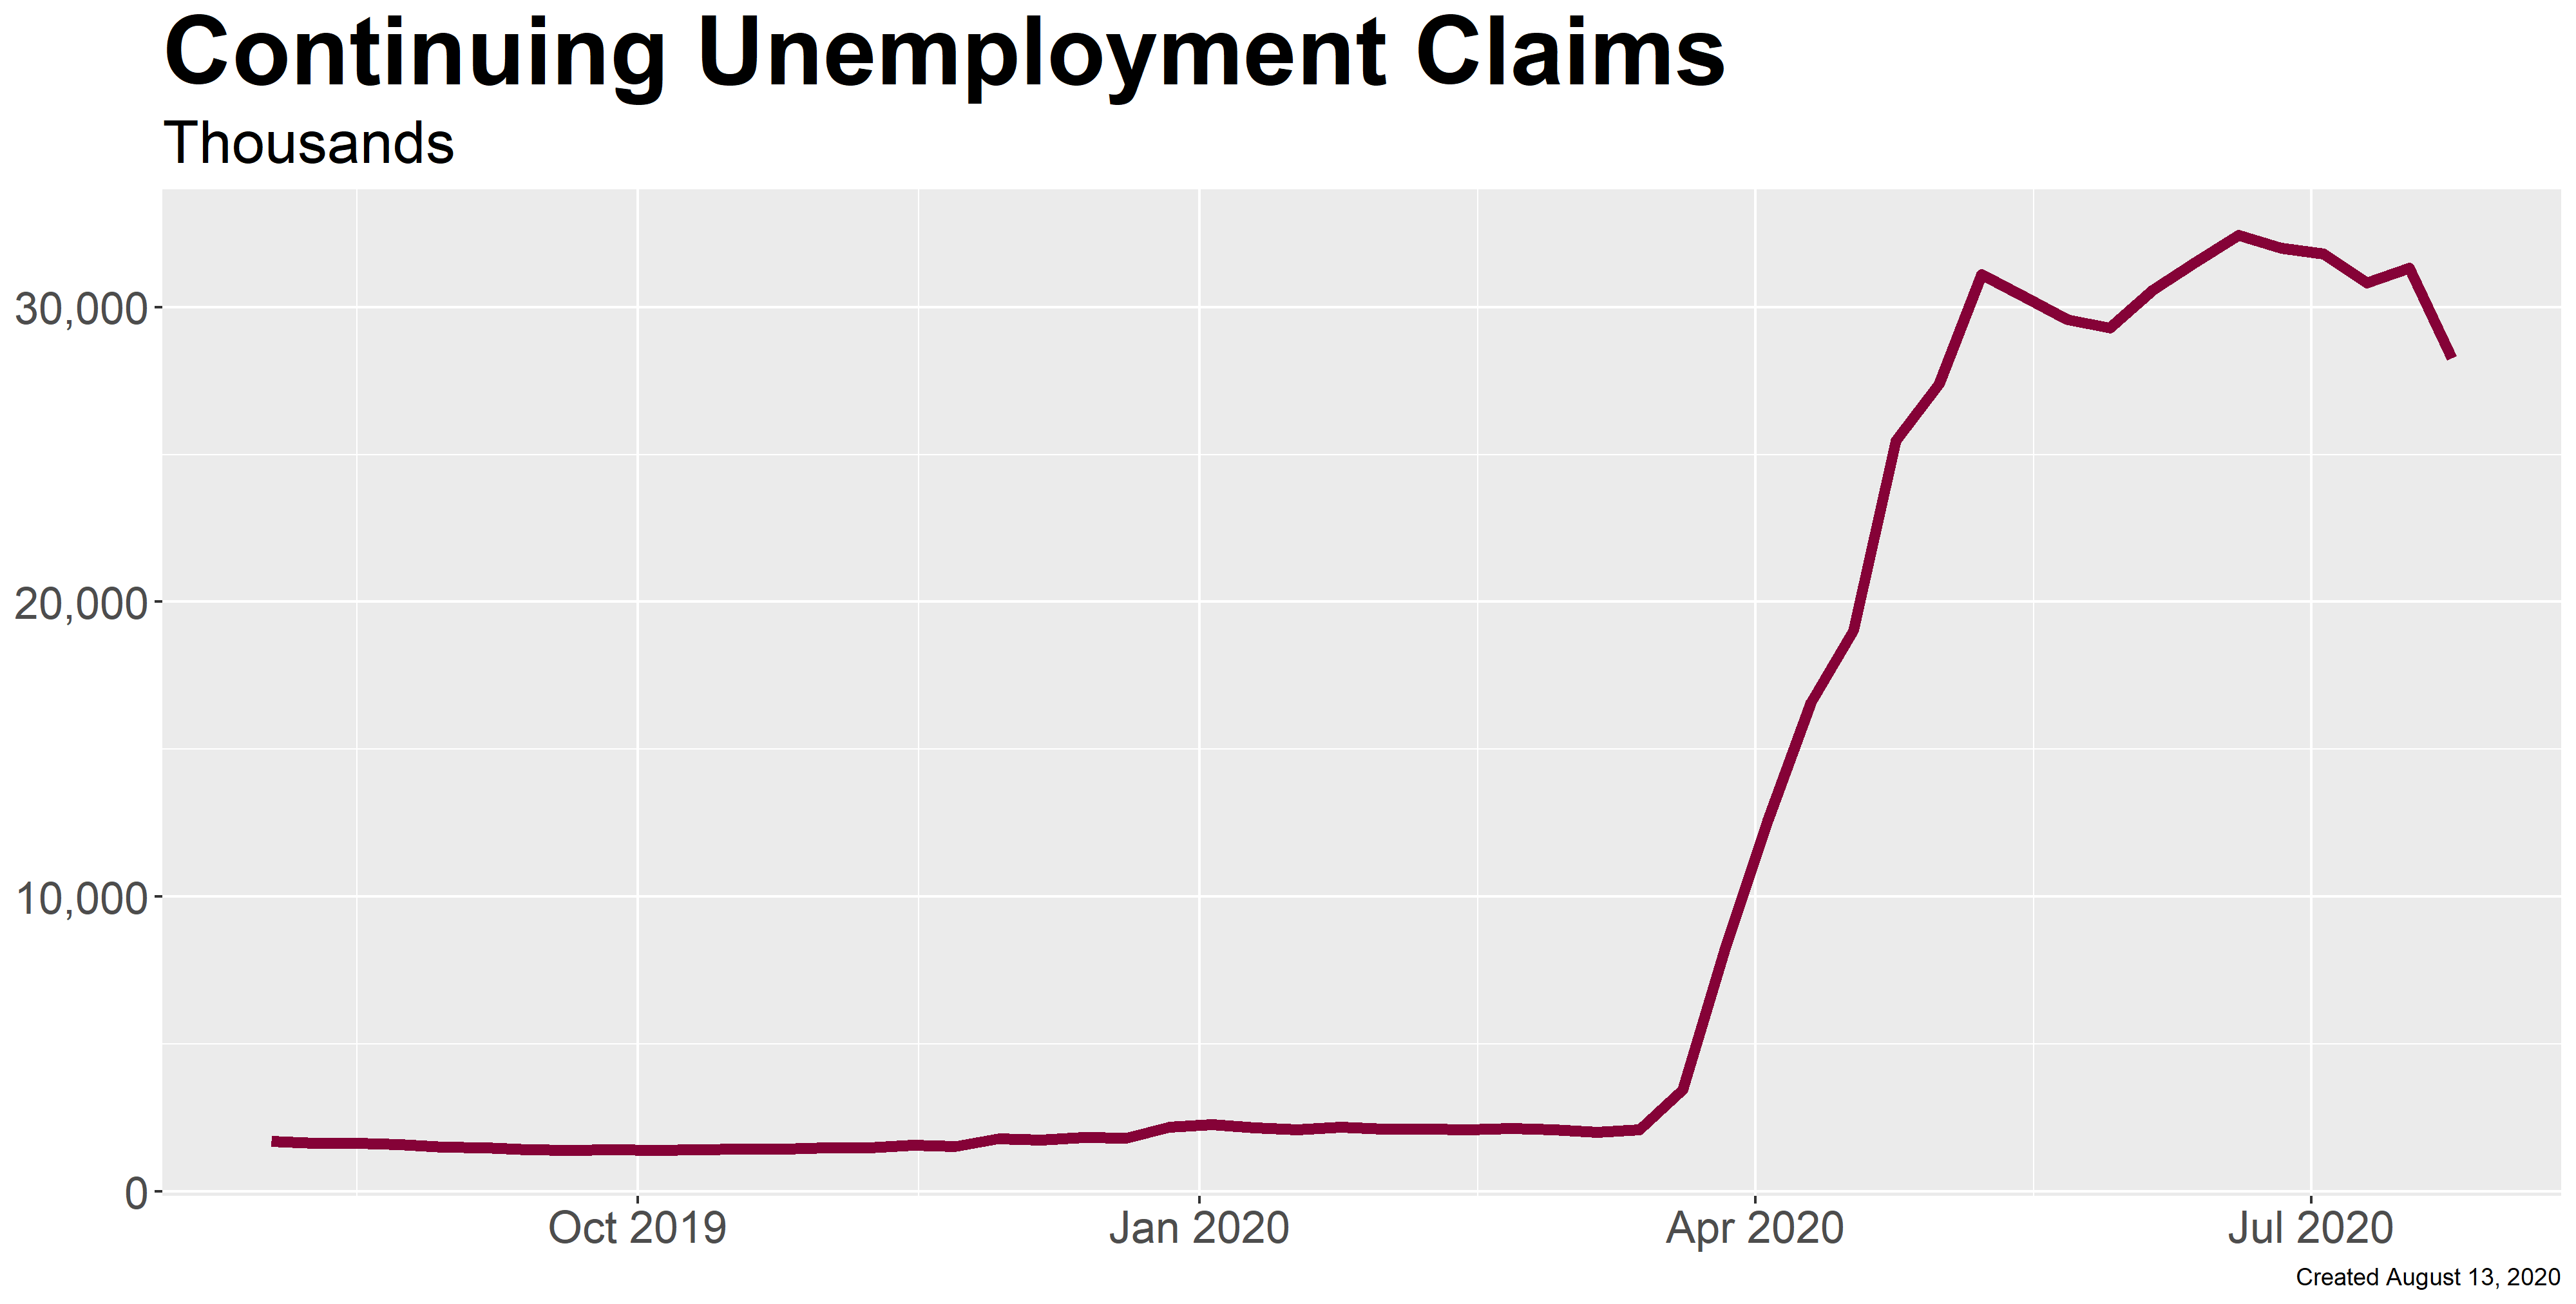 Continuing Unemployment Claims
Thousands
30,000
20,000
10,000
0
Oct 2019 Jan 2020 Apr 2020 Jul 2020
Created August 13, 2020